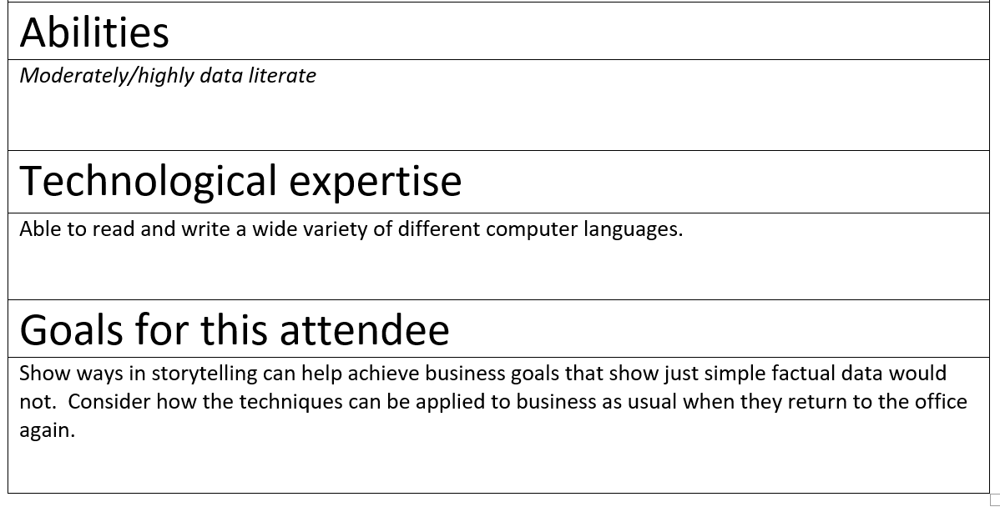 Abilities
Moderately/highly data literate
Technological expertise
Able to read and write a wide variety of different computer languages.
Goals for this attendee
Show ways in storytelling can help achieve business goals that show just simple factual data would
not.  Consider how the techniques can be applied to business as usual when they return to the office
again.